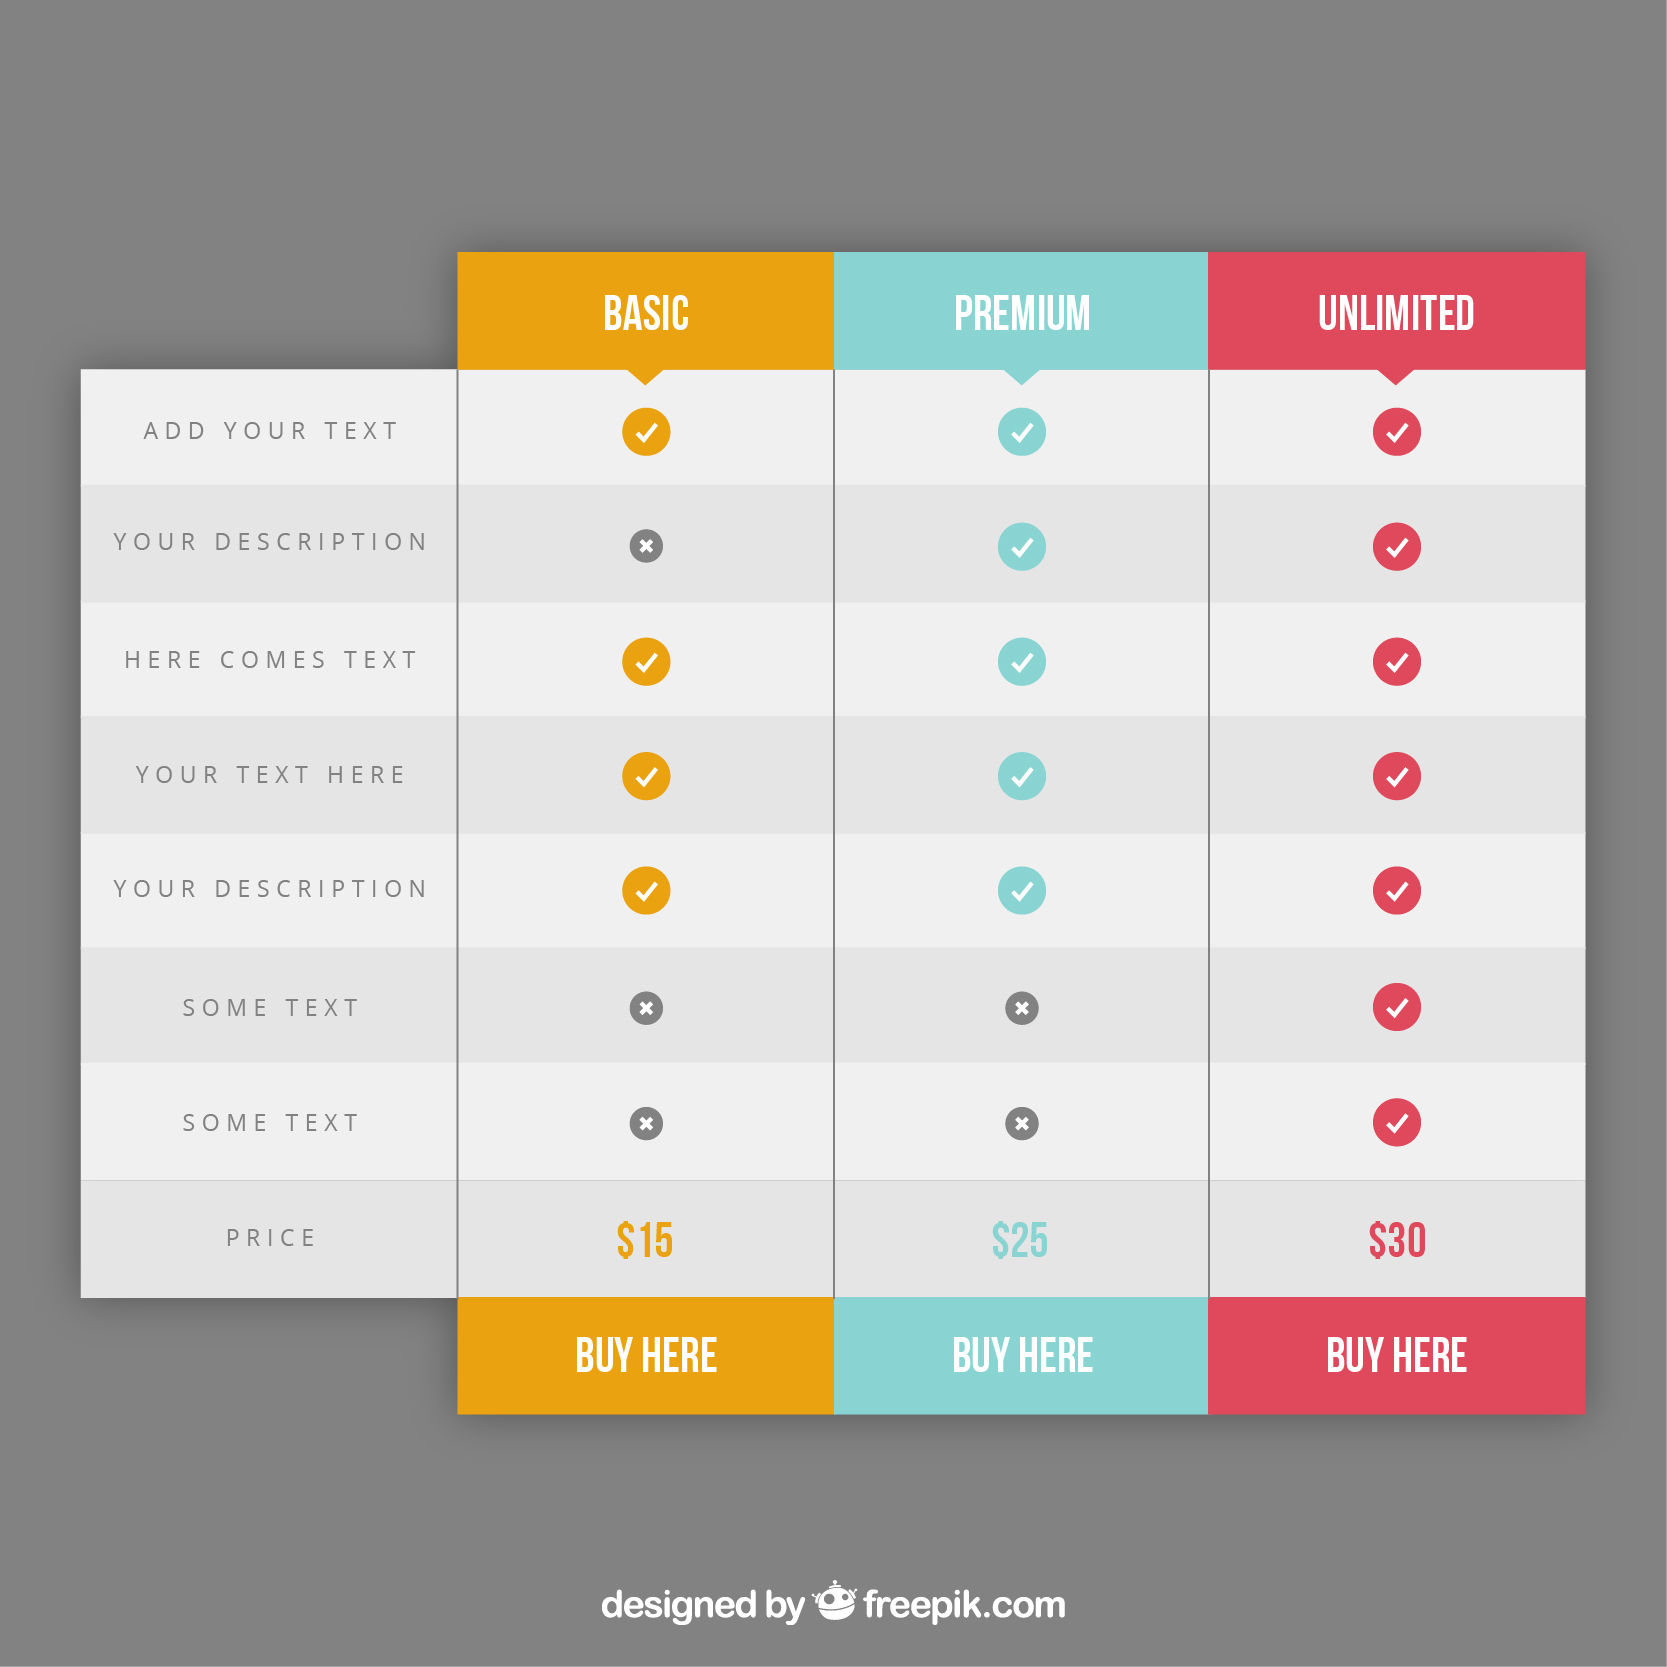 BASIC PREMIUM UNLIMITED
ADD YOUR TEXT
YOUR DESCRIPTION
HERE COMES TEXT
YOUR TEXT HERE
YOUR DESCRIPTION
SOME TEXT
SOME TEXT
PRICE $15 $25 $30
BUY HERE BUY HERE BUY HERE
designed by freepik.com